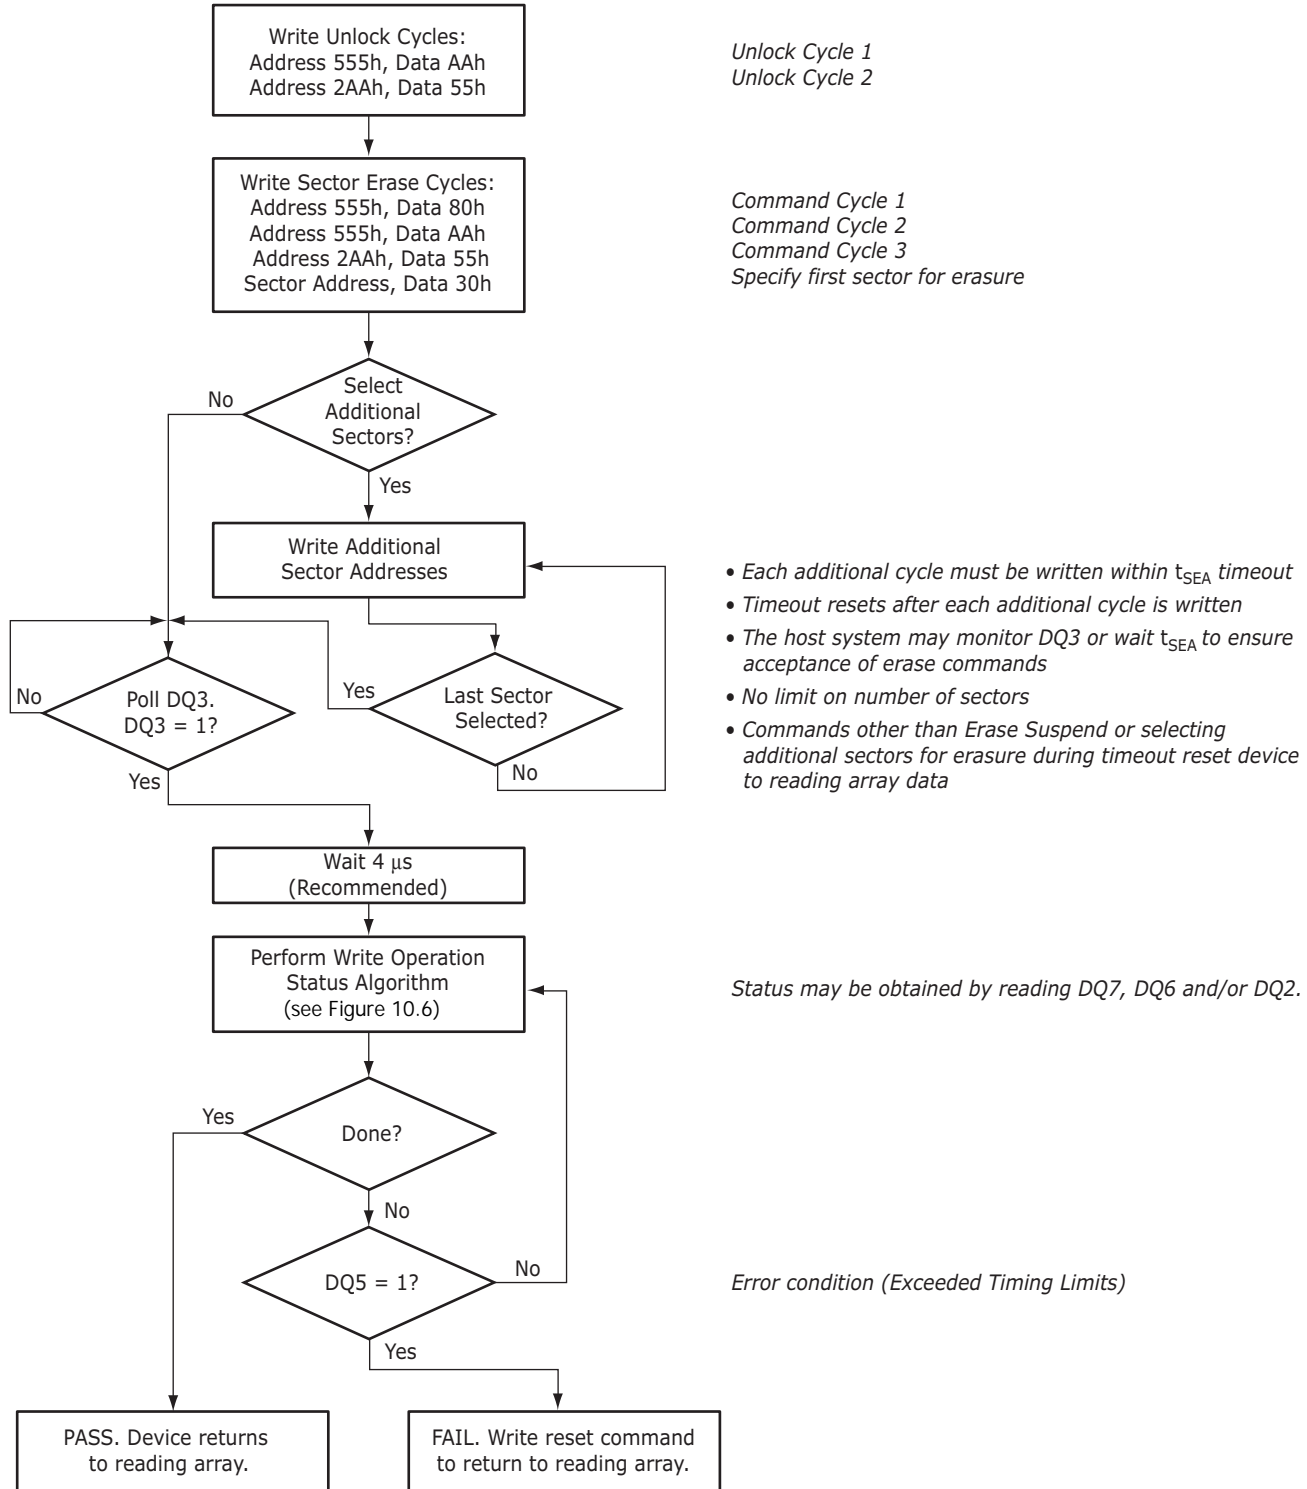 Write Unlock Cycles:
Address 555h, Data AAh
Address 2AAh, Data 55h
Unlock Cycle 1
Unlock Cycle 2
Write Sector Erase Cycles:
Address 555h, Data 80h
Address 555h, Data AAh
Address 2AAh, Data 55h
Sector Address, Data 30h
Command Cycle 1
Command Cycle 2
Command Cycle 3
Specify first sector for erasure
Select
Additional
Sectors?
No
Yes
Write Additional
Sector Addresses
• Each additional cycle must be written within tSEA timeout
• Timeout resets after each additional cycle is written
• The host system may monitor DQ3 or wait tSEA to ensure
acceptance of erase commands
• No limit on number of sectors
• Commands other than Erase Suspend or selecting
additional sectors for erasure during timeout reset device
to reading array data
No
Poll DQ3.
DQ3 = 1?
Yes
Yes
Last Sector
Selected?
No
Wait 4 μs
(Recommended)
Perform Write Operation
Status Algorithm
(see Figure 10.6)
Status may be obtained by reading DQ7, DQ6 and/or DQ2.
Yes
Done?
No
DQ5 = 1?
No
Error condition (Exceeded Timing Limits)
Yes
PASS. Device returns
to reading array.
FAIL. Write reset command
to return to reading array.